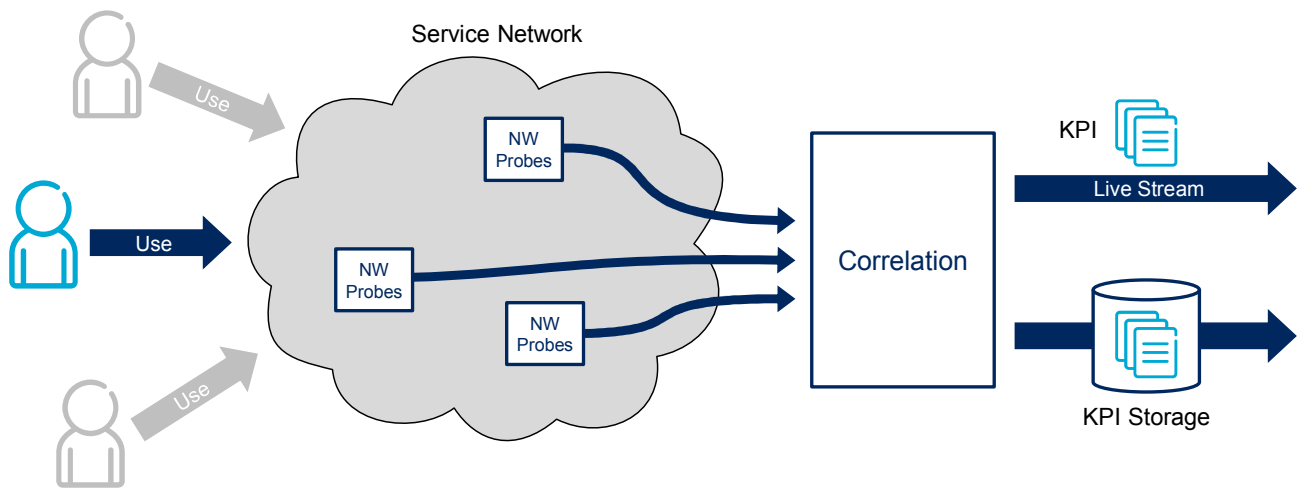 Service Network
Use
NW
Probes
KPI
Live Stream
Use
Correlation
NW
Probes
NW
Probes
Use
KPI Storage